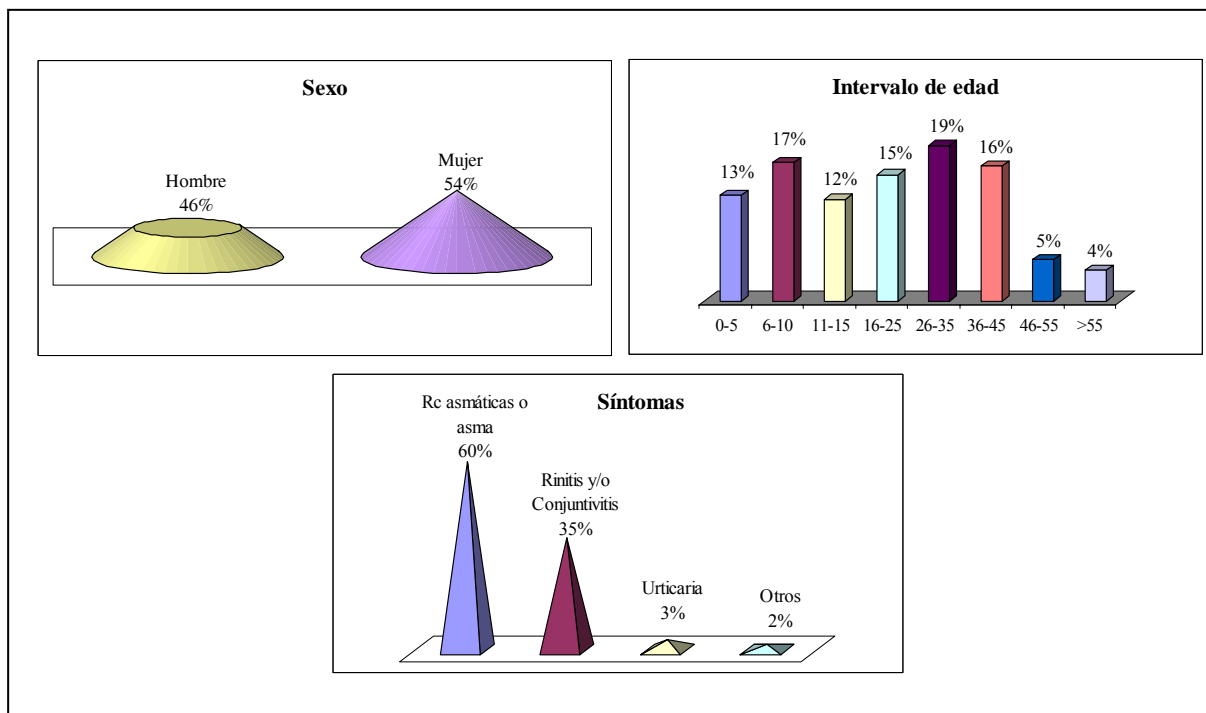 Sexo
Hombre
46%
Mujer
54%
Intervalo de edad
13%
17%
12%
15%
19%
16%
5%
4%
0-5
6-10
11-15
16-25
26-35
36-45
46-55
>55
Síntomas
Rc asmáticas o
asma
60%
Rinitis y/o
Conjuntivitis
35%
Urticaria
3%
Otros
2%